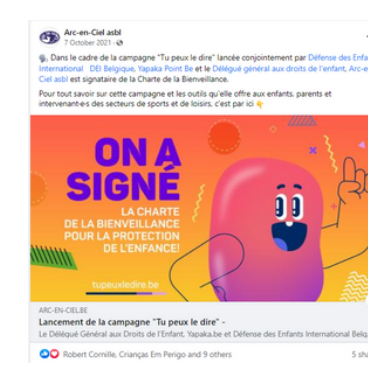 Arc-en-Ciel asbl
7 October 2021 ·
Dans le cadre de la campagne "Tu peux le dire" lancée conjointement par Défense des Enfa
International DEI Belgique, Yapaka Point Be et le Délégué général aux droits de l'enfant, Arc-e
Ciel asbl est signataire de la Charte de la Bienveillance.
Pour tout savoir sur cette campagne et les outils qu'elle offre aux enfants, parents et
intervenant·es des secteurs de sports et de loisirs, c'est par ici
ON A
SIGNÉ
LA CHARTE
DE LA BIENVEILLANCE
POUR LA PROTECTION
DE L'ENFANCE!
tupeuxledire.be
ARC-EN-CIEL.BE
Lancement de la campagne "Tu peux le dire" -
Le Délégué Général aux Droits de l'Enfant, Yapaka.be et Défense des Enfants International Belg
Robert Cornille, Crianças Em Perigo and 9 others
5 sha